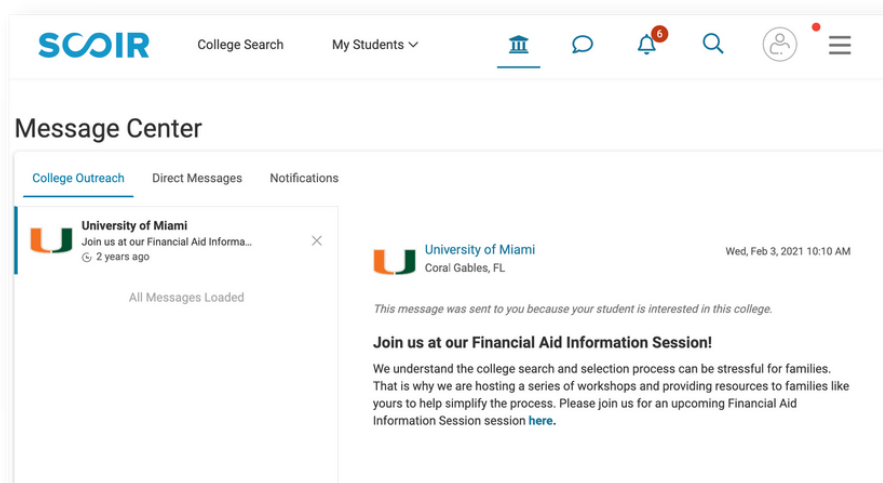 SCOIR
College Search
My Students
6
Message Center
College Outreach
Direct Messages
Notifications
University of Miami
Join us at our Financial Aid Informa...
2 years ago
All Messages Loaded
University of Miami
Wed, Feb 3, 2021 10:10 AM
Coral Gables, FL
This message was sent to you because your student is interested in this college.
Join us at our Financial Aid Information Session!
We understand the college search and selection process can be stressful for families.
That is why we are hosting a series of workshops and providing resources to families like
yours to help simplify the process. Please join us for an upcoming Financial Aid
Information Session session here.